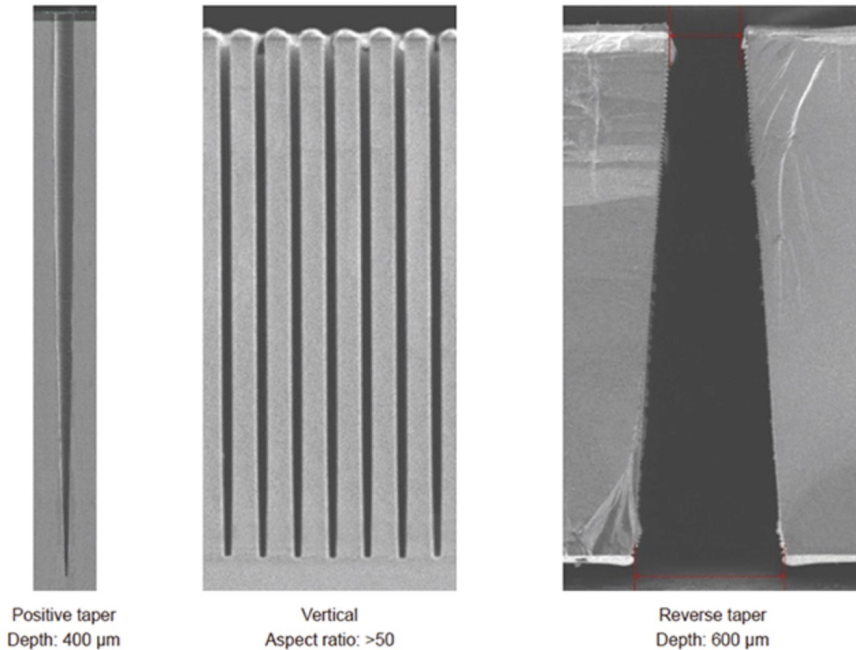 Positive taper
Depth: 400 µm
Vertical
Aspect ratio: >50
Reverse taper
Depth: 600 µm